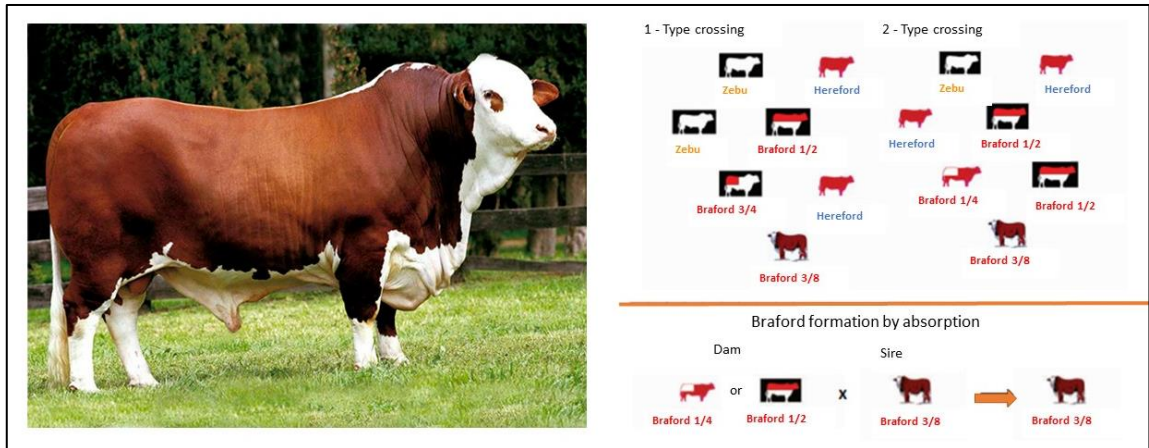 1 - Type crossing
2 - Type crossing
Zebu
Hereford
Zebu
Hereford
Zebu
Braford 1/2
Hereford
Braford 1/2
Braford 3/4
Hereford
Braford 1/4
Braford 1/2
Braford 3/8
Braford 3/8
Braford formation by absorption
Dam
Sire
or
x
Braford 1/4
Braford 1/2
Braford 3/8
Braford 3/8